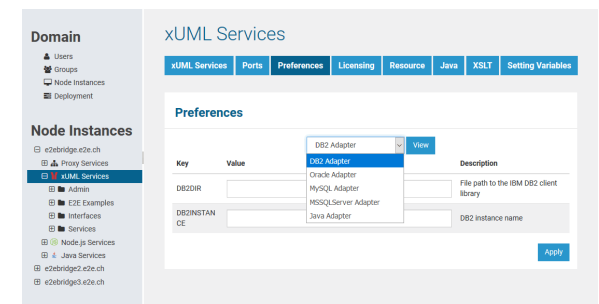 Domain
Users
Groups
Node Instances
Deployment
Node Instances
e2ebridge.e2e.ch
Proxy Services
xUML Services
Admin
E2E Examples
Interfaces
Services
Node.js Services
Java Services
e2ebridge2.e2e.ch
e2ebridge3.e2e.ch
xUML Services
xUML Services Ports Preferences Licensing Resource Java XSLT Setting Variables
Preferences
DB2 Adapter View
DB2 Adapter
Oracle Adapter
MySQL Adapter
MSSQLServer Adapter
Java Adapter
Key Value Description
DB2DIR File path to the IBM DB2 client
library
DB2INSTAN
CE DB2 instance name
Apply